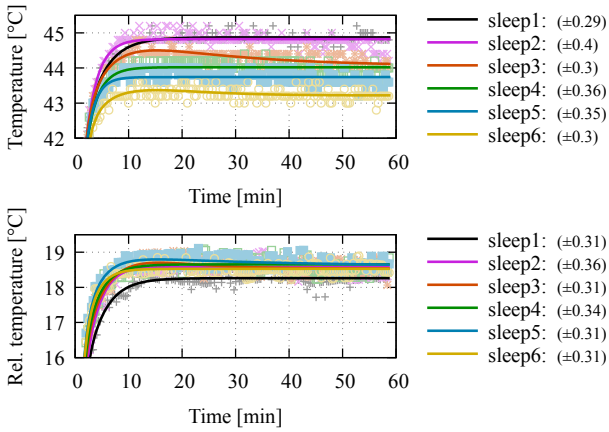 Temperature [°C]
45
44
43
42
0 10 20 30 40 50 60
Time [min]
sleep1: (±0.29)
sleep2: (±0.4)
sleep3: (±0.3)
sleep4: (±0.36)
sleep5: (±0.35)
sleep6: (±0.3)
Rel. temperature [°C]
19
18
17
16
0 10 20 30 40 50 60
Time [min]
sleep1: (±0.31)
sleep2: (±0.36)
sleep3: (±0.31)
sleep4: (±0.34)
sleep5: (±0.31)
sleep6: (±0.31)